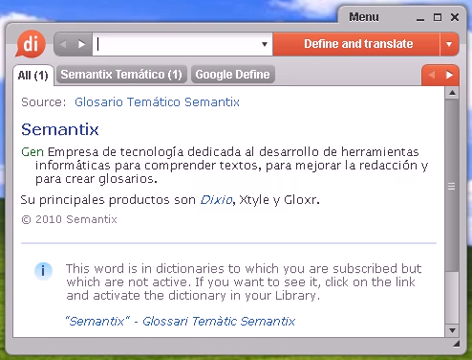 Menu
di
Define and translate
All (1) Semantix Temático (1) Google Define
Source: Glosario Temático Semantix
Semantix
Gen Empresa de tecnología dedicada al desarrollo de herramientas
informáticas para comprender textos, para mejorar la redacción y
para crear glosarios.
Su principales productos son Dixio, Xtyle y Gloxr.
© 2010 Semantix
i
This word is in dictionaries to which you are subscribed but
which are not active. If you want to see it, click on the link
and activate the dictionary in your Library.
"Semantix" - Glossari Temàtic Semantix